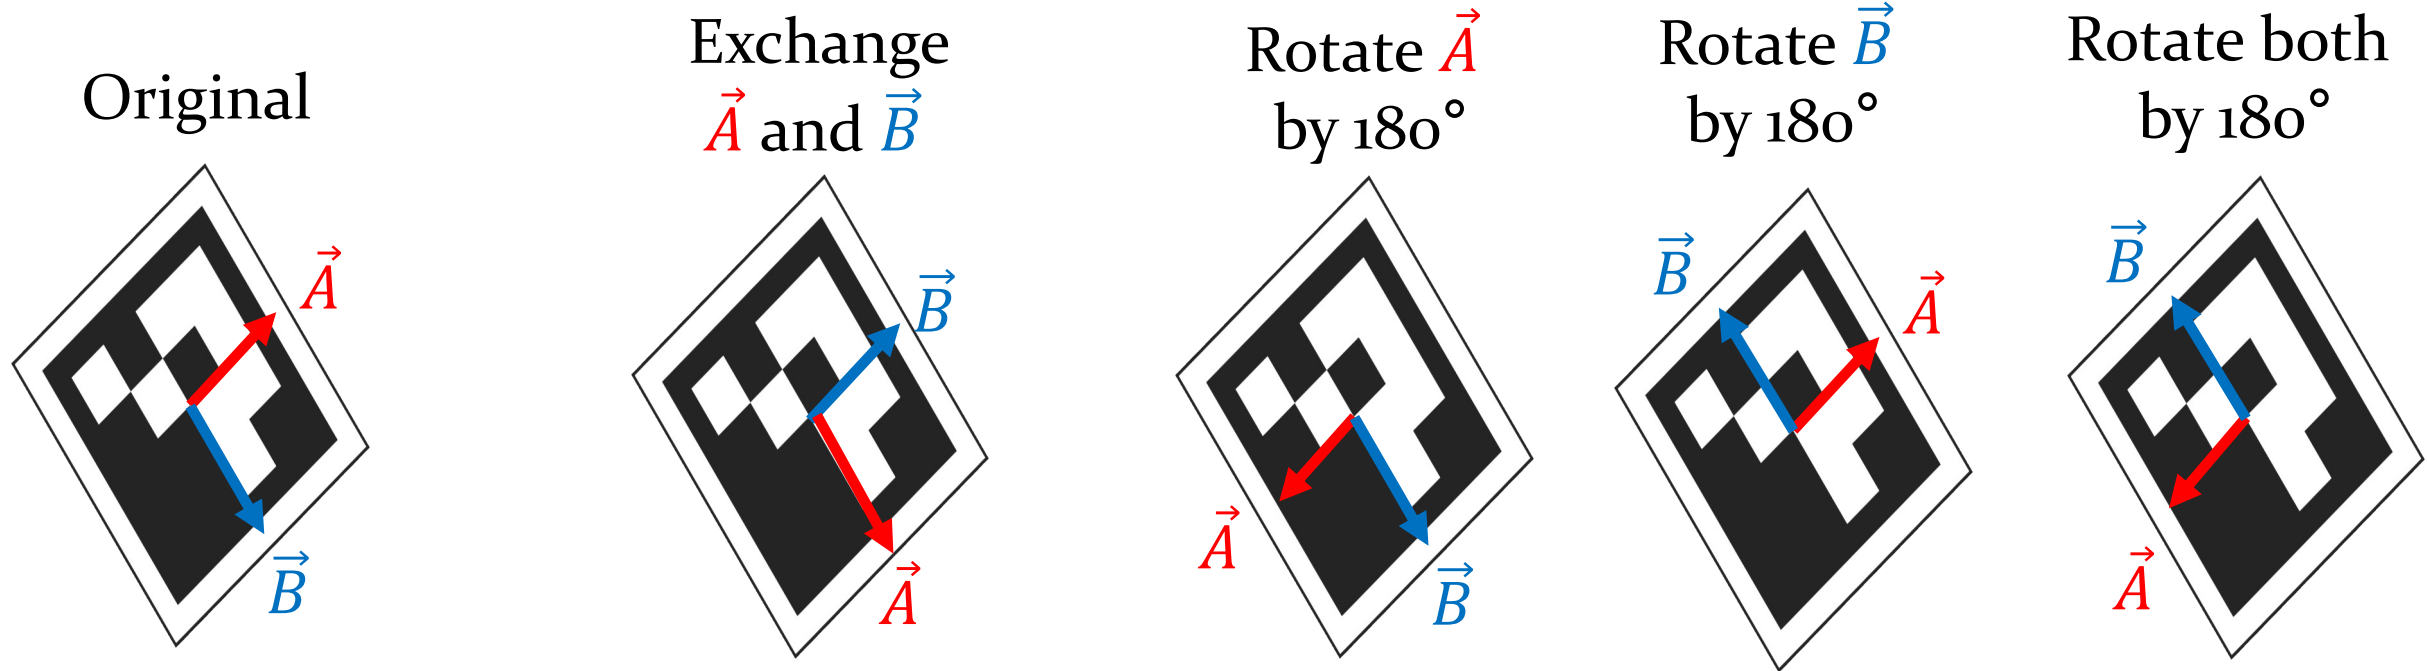 Original
Exchange
A⃗ and B⃗
Rotate A⃗
by 180°
Rotate B⃗
by 180°
Rotate both
by 180°
A⃗
B⃗
B⃗
A⃗
A⃗
B⃗
B⃗
A⃗
B⃗
A⃗